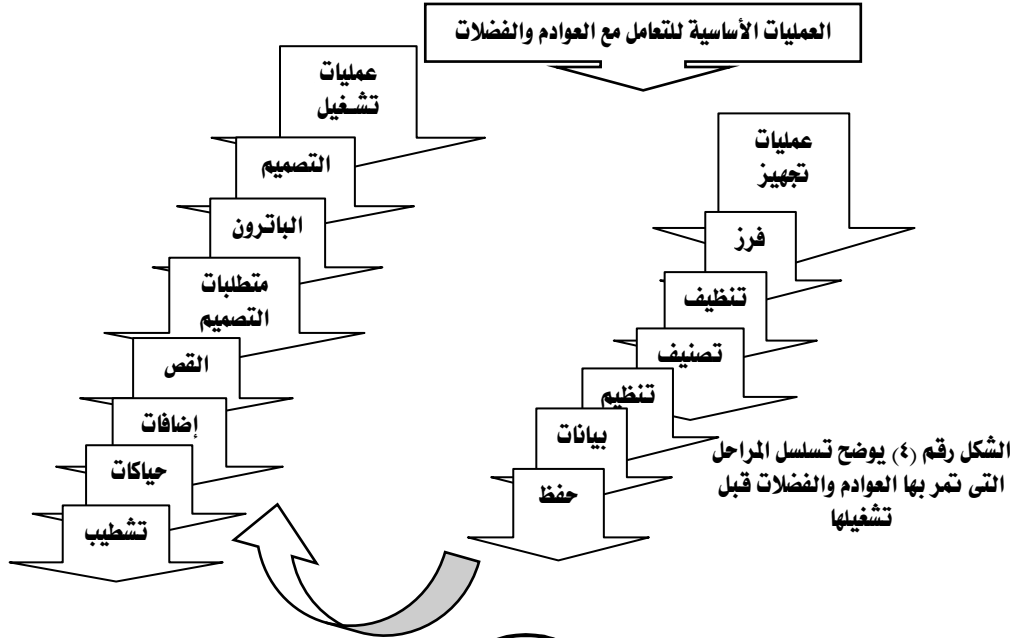 العمليات الأساسية للتعامل مع العوادم والفضلات
عمليات
تجهيز
فرز
تنظيف
تصنيف
تنظيم
بيانات
حفظ
عمليات
تشغيل
التصميم
الباترون
متطلبات
التصميم
القص
إضافات
حياكات
تشطيب
الشكل رقم (٤) يوضح تسلسل المراحل
التى تمر بها العوادم والفضلات قبل
تشغيلها